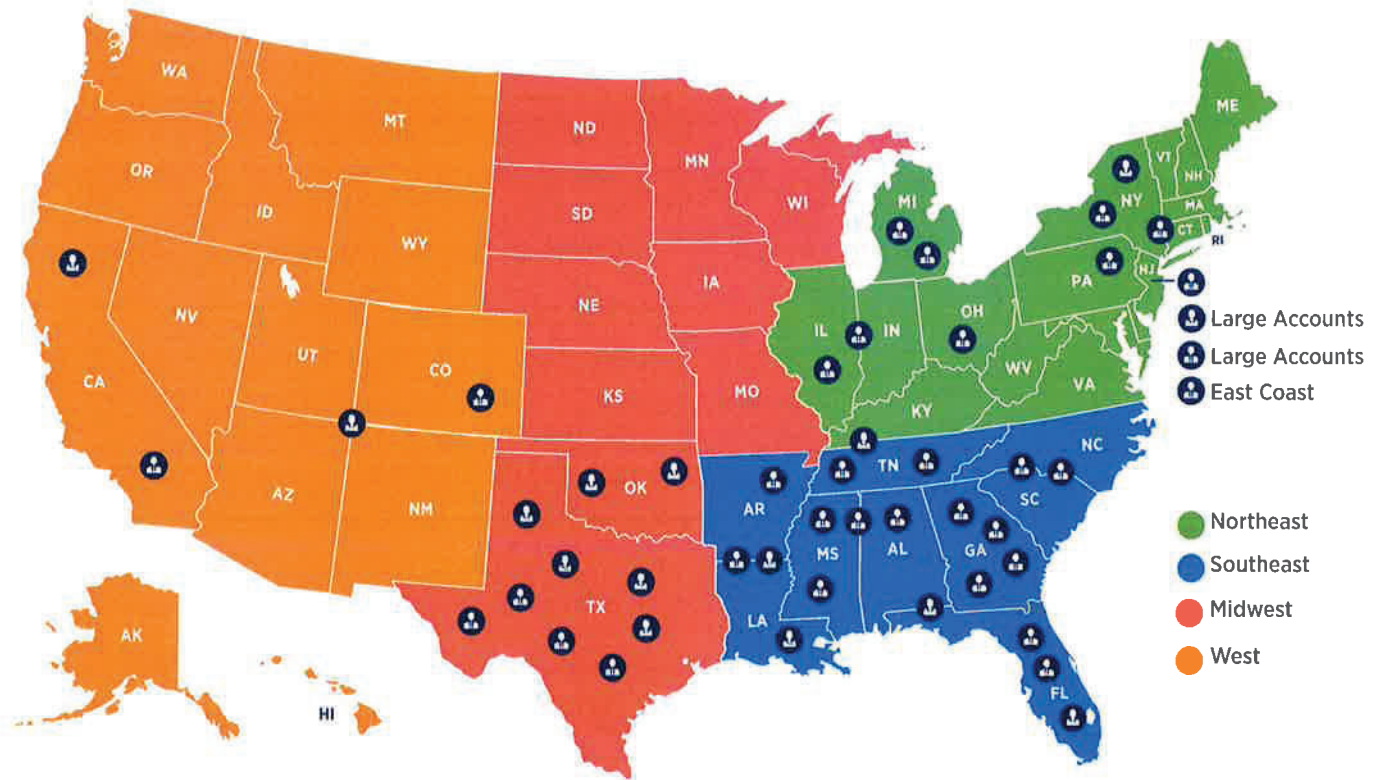 WA
MT
ND
MN
ME
OR
ID
SD
WI
MI
VT
NH
NY
MA
CT
RI
WY
IA
NE
PA
NJ
NV
UT
CO
IL
IN
OH
Large Accounts
Large Accounts
East Coast
CA
KS
MO
WV
VA
KY
AZ
NM
OK
TN
NC
AR
SC
MS
AL
GA
TX
LA
FL
AK
HI
Northeast
Southeast
Midwest
West